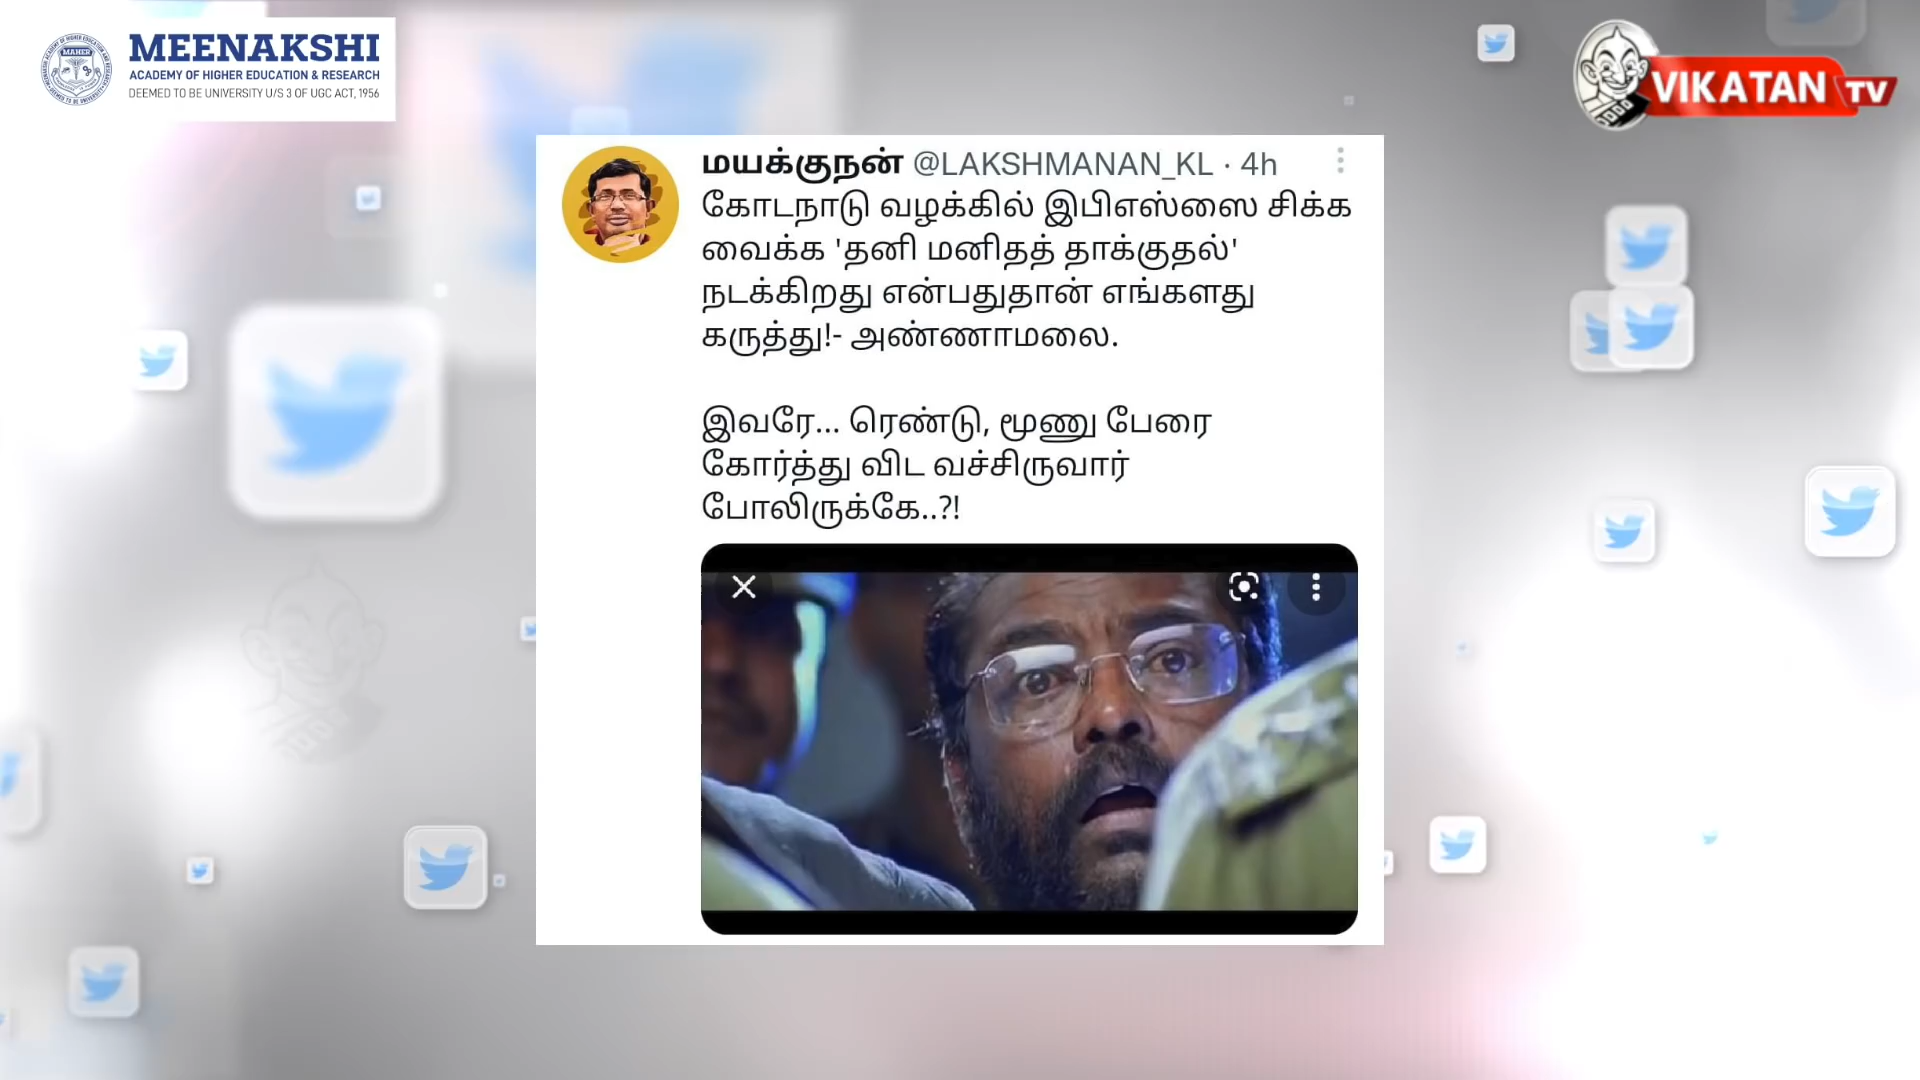 MEENAKSHI
ACADEMY OF HIGHER EDUCATION & RESEARCH
DEEMED TO BE UNIVERSITY U/S 3 OF UGC ACT, 1956
MAHER
VIKATAN TV
மயக்குநன் @LAKSHMANAN_KL · 4h
கோடநாடு வழக்கில் இபிஎஸ்ஸை சிக்க
வைக்க 'தனி மனிதத் தாக்குதல்'
நடக்கிறது என்பதுதான் எங்களது
கருத்து!- அண்ணாமலை.
இவரே... ரெண்டு, மூணு பேரை
கோர்த்து விட வச்சிருவார்
போலிருக்கே..?!